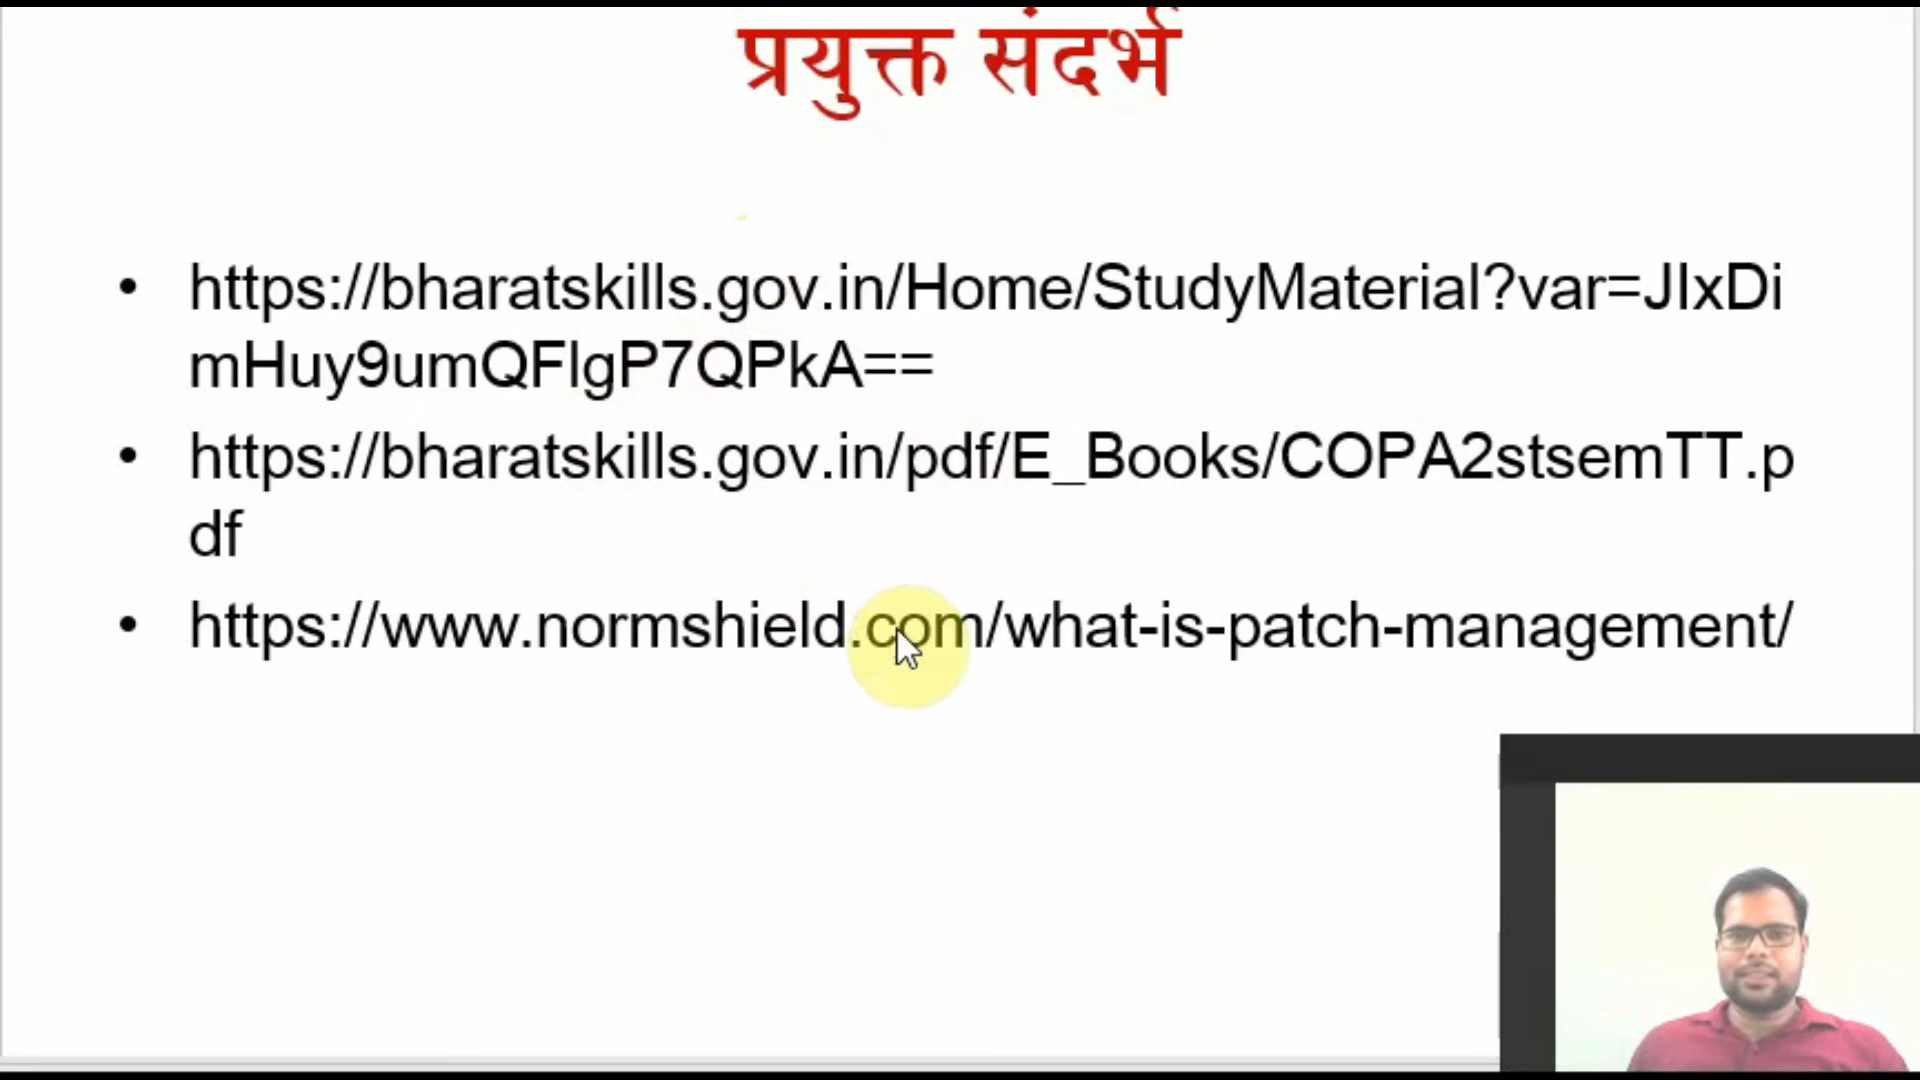 प्रयुक्त संदर्भ
• https://bharatskills.gov.in/Home/StudyMaterial?var=JIxDi
mHuy9umQFlgP7QPkA==
• https://bharatskills.gov.in/pdf/E_Books/COPA2stsemTT.p
df
• https://www.normshield.com/what-is-patch-management/